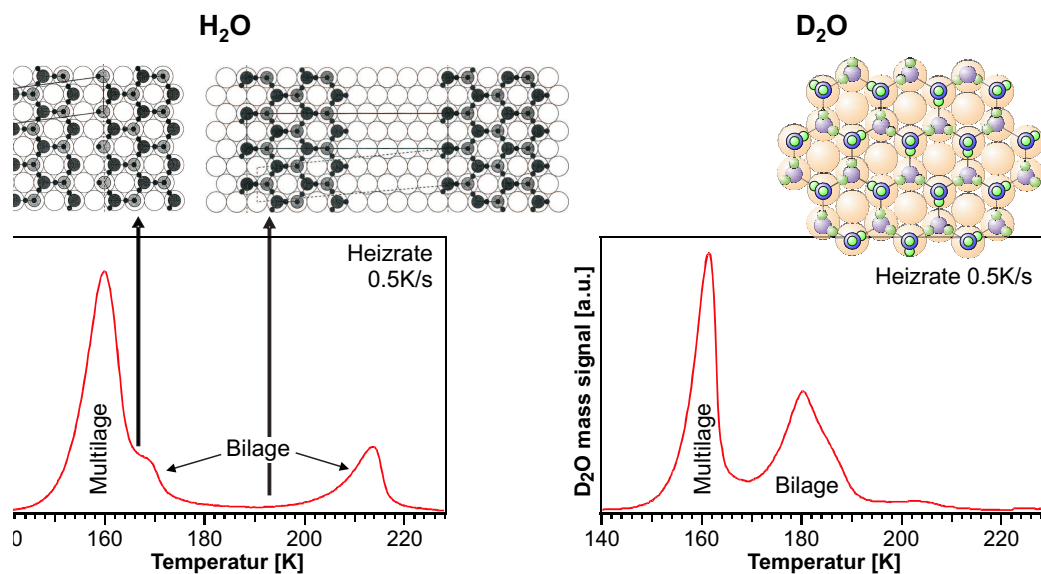 H₂O
D₂O
Heizrate
0.5K/s
Multilage
Bilage
0 160 180 200 220
Temperatur [K]
Heizrate 0.5K/s
D₂O mass signal [a.u.]
Multilage
Bilage
140 160 180 200 220
Temperatur [K]